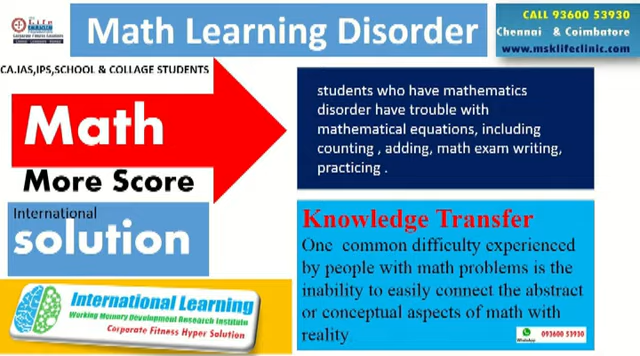 Life
Math Learning Disorder
CALL 93600 53930
Chennai & Coimbatore
www.msklifeclinic.com
CA.IAS,IPS,SCHOOL & COLLAGE STUDENTS
Math
More Score
International
solution
International Learning
Working Memory Development Research Institute
Corporate Fitness Hyper Solution
students who have mathematics
disorder have trouble with
mathematical equations, including
counting , adding, math exam writing,
practicing .
Knowledge Transfer
One common difficulty experienced
by people with math problems is the
inability to easily connect the abstract
or conceptual aspects of math with
reality
WhatsApp
093600 53930